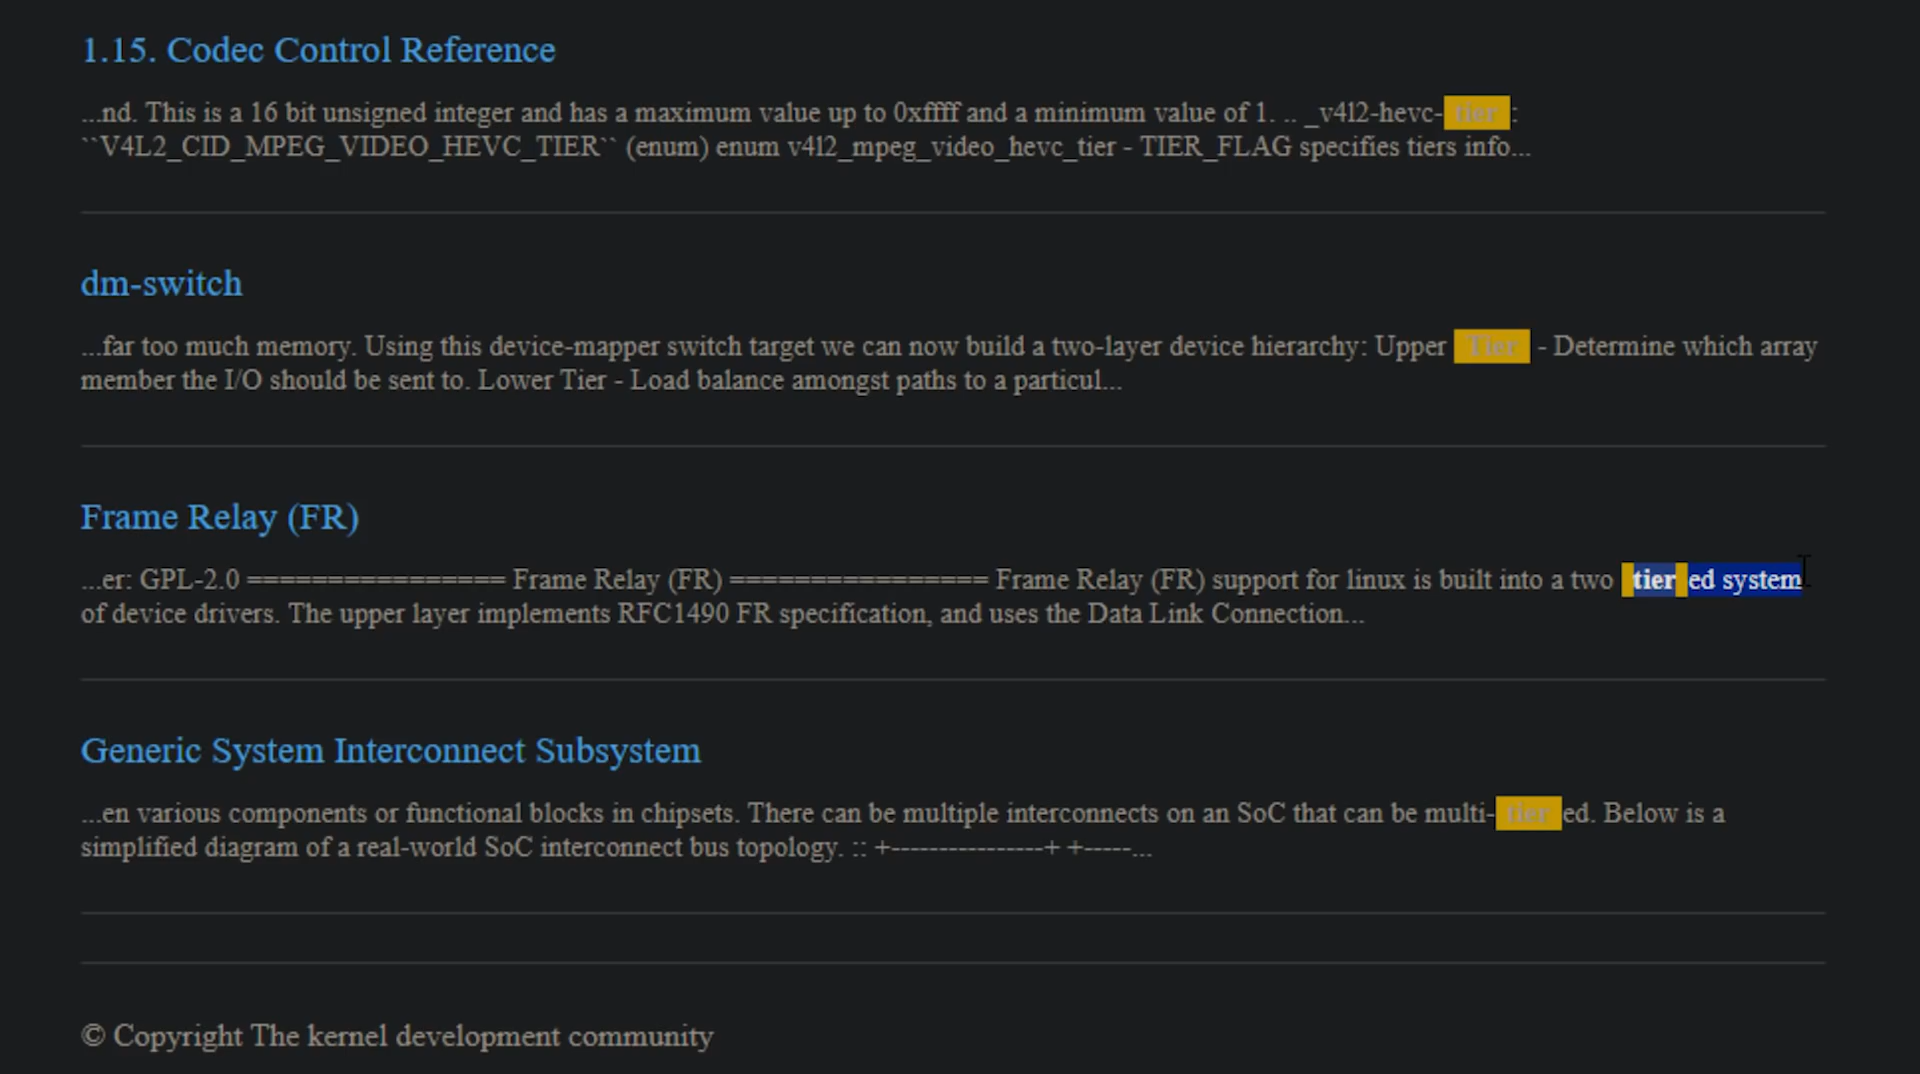 1.15. Codec Control Reference
...nd. This is a 16 bit unsigned integer and has a maximum value up to 0xffff and a minimum value of 1. .. _v4l2-hevc- tier :
``V4L2_CID_MPEG_VIDEO_HEVC_TIER`` (enum) enum v4l2_mpeg_video_hevc_tier - TIER_FLAG specifies tiers info...
dm-switch
...far too much memory. Using this device-mapper switch target we can now build a two-layer device hierarchy: Upper Tier - Determine which array
member the I/O should be sent to. Lower Tier - Load balance amongst paths to a particul...
Frame Relay (FR)
...er: GPL-2.0 ================ Frame Relay (FR) ================ Frame Relay (FR) support for linux is built into a two tier ed system
of device drivers. The upper layer implements RFC1490 FR specification, and uses the Data Link Connection...
Generic System Interconnect Subsystem
...en various components or functional blocks in chipsets. There can be multiple interconnects on an SoC that can be multi- tier ed. Below is a
simplified diagram of a real-world SoC interconnect bus topology. :: +----------------+ +-----...
© Copyright The kernel development community